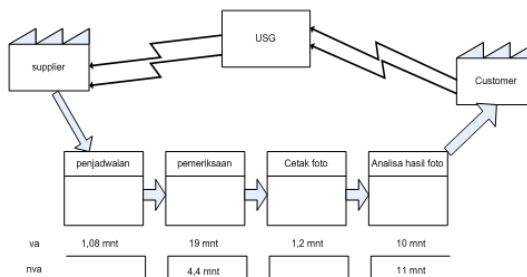 USG
supplier
Customer
penjadwalan
pemeriksaan
Cetak foto
Analisa hasil foto
va 1,08 mnt 19 mnt 1,2 mnt 10 mnt
nva 4,4 mnt 11 mnt